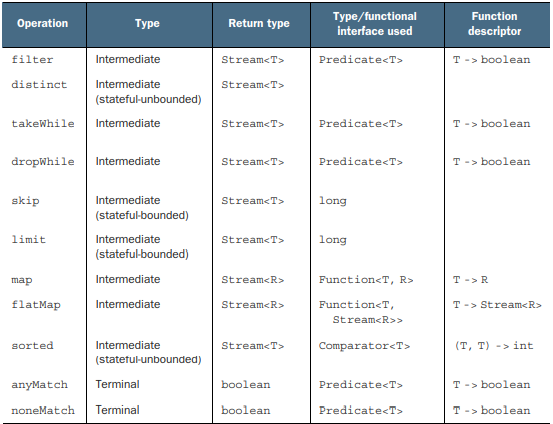 Operation Type Return type Type/functional interface used Function descriptor
filter Intermediate Stream<T> Predicate<T> T -> boolean
distinct Intermediate Stream<T>
(stateful-unbounded)
takeWhile Intermediate Stream<T> Predicate<T> T -> boolean
dropWhile Intermediate Stream<T> Predicate<T> T -> boolean
skip Intermediate Stream<T> long
(stateful-bounded)
limit Intermediate Stream<T> long
(stateful-bounded)
map Intermediate Stream<R> Function<T, R> T -> R
flatMap Intermediate Stream<R> Function<T, T -> Stream<R>
Stream<R>>
sorted Intermediate Stream<T> Comparator<T> (T, T) -> int
(stateful-unbounded)
anyMatch Terminal boolean Predicate<T> T -> boolean
noneMatch Terminal boolean Predicate<T> T -> boolean